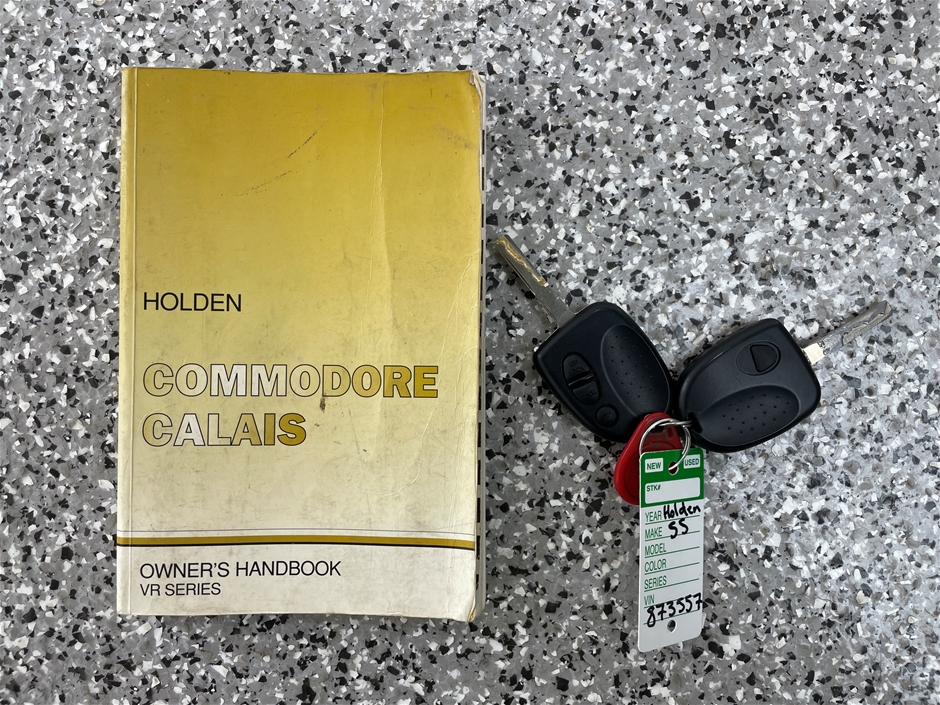 HOLDEN
COMMODORE
CALAIS
OWNER'S HANDBOOK
VR SERIES
NEW USED
STK#
YEAR Holden
MAKE SS
MODEL
COLOR
SERIES
VIN
873557